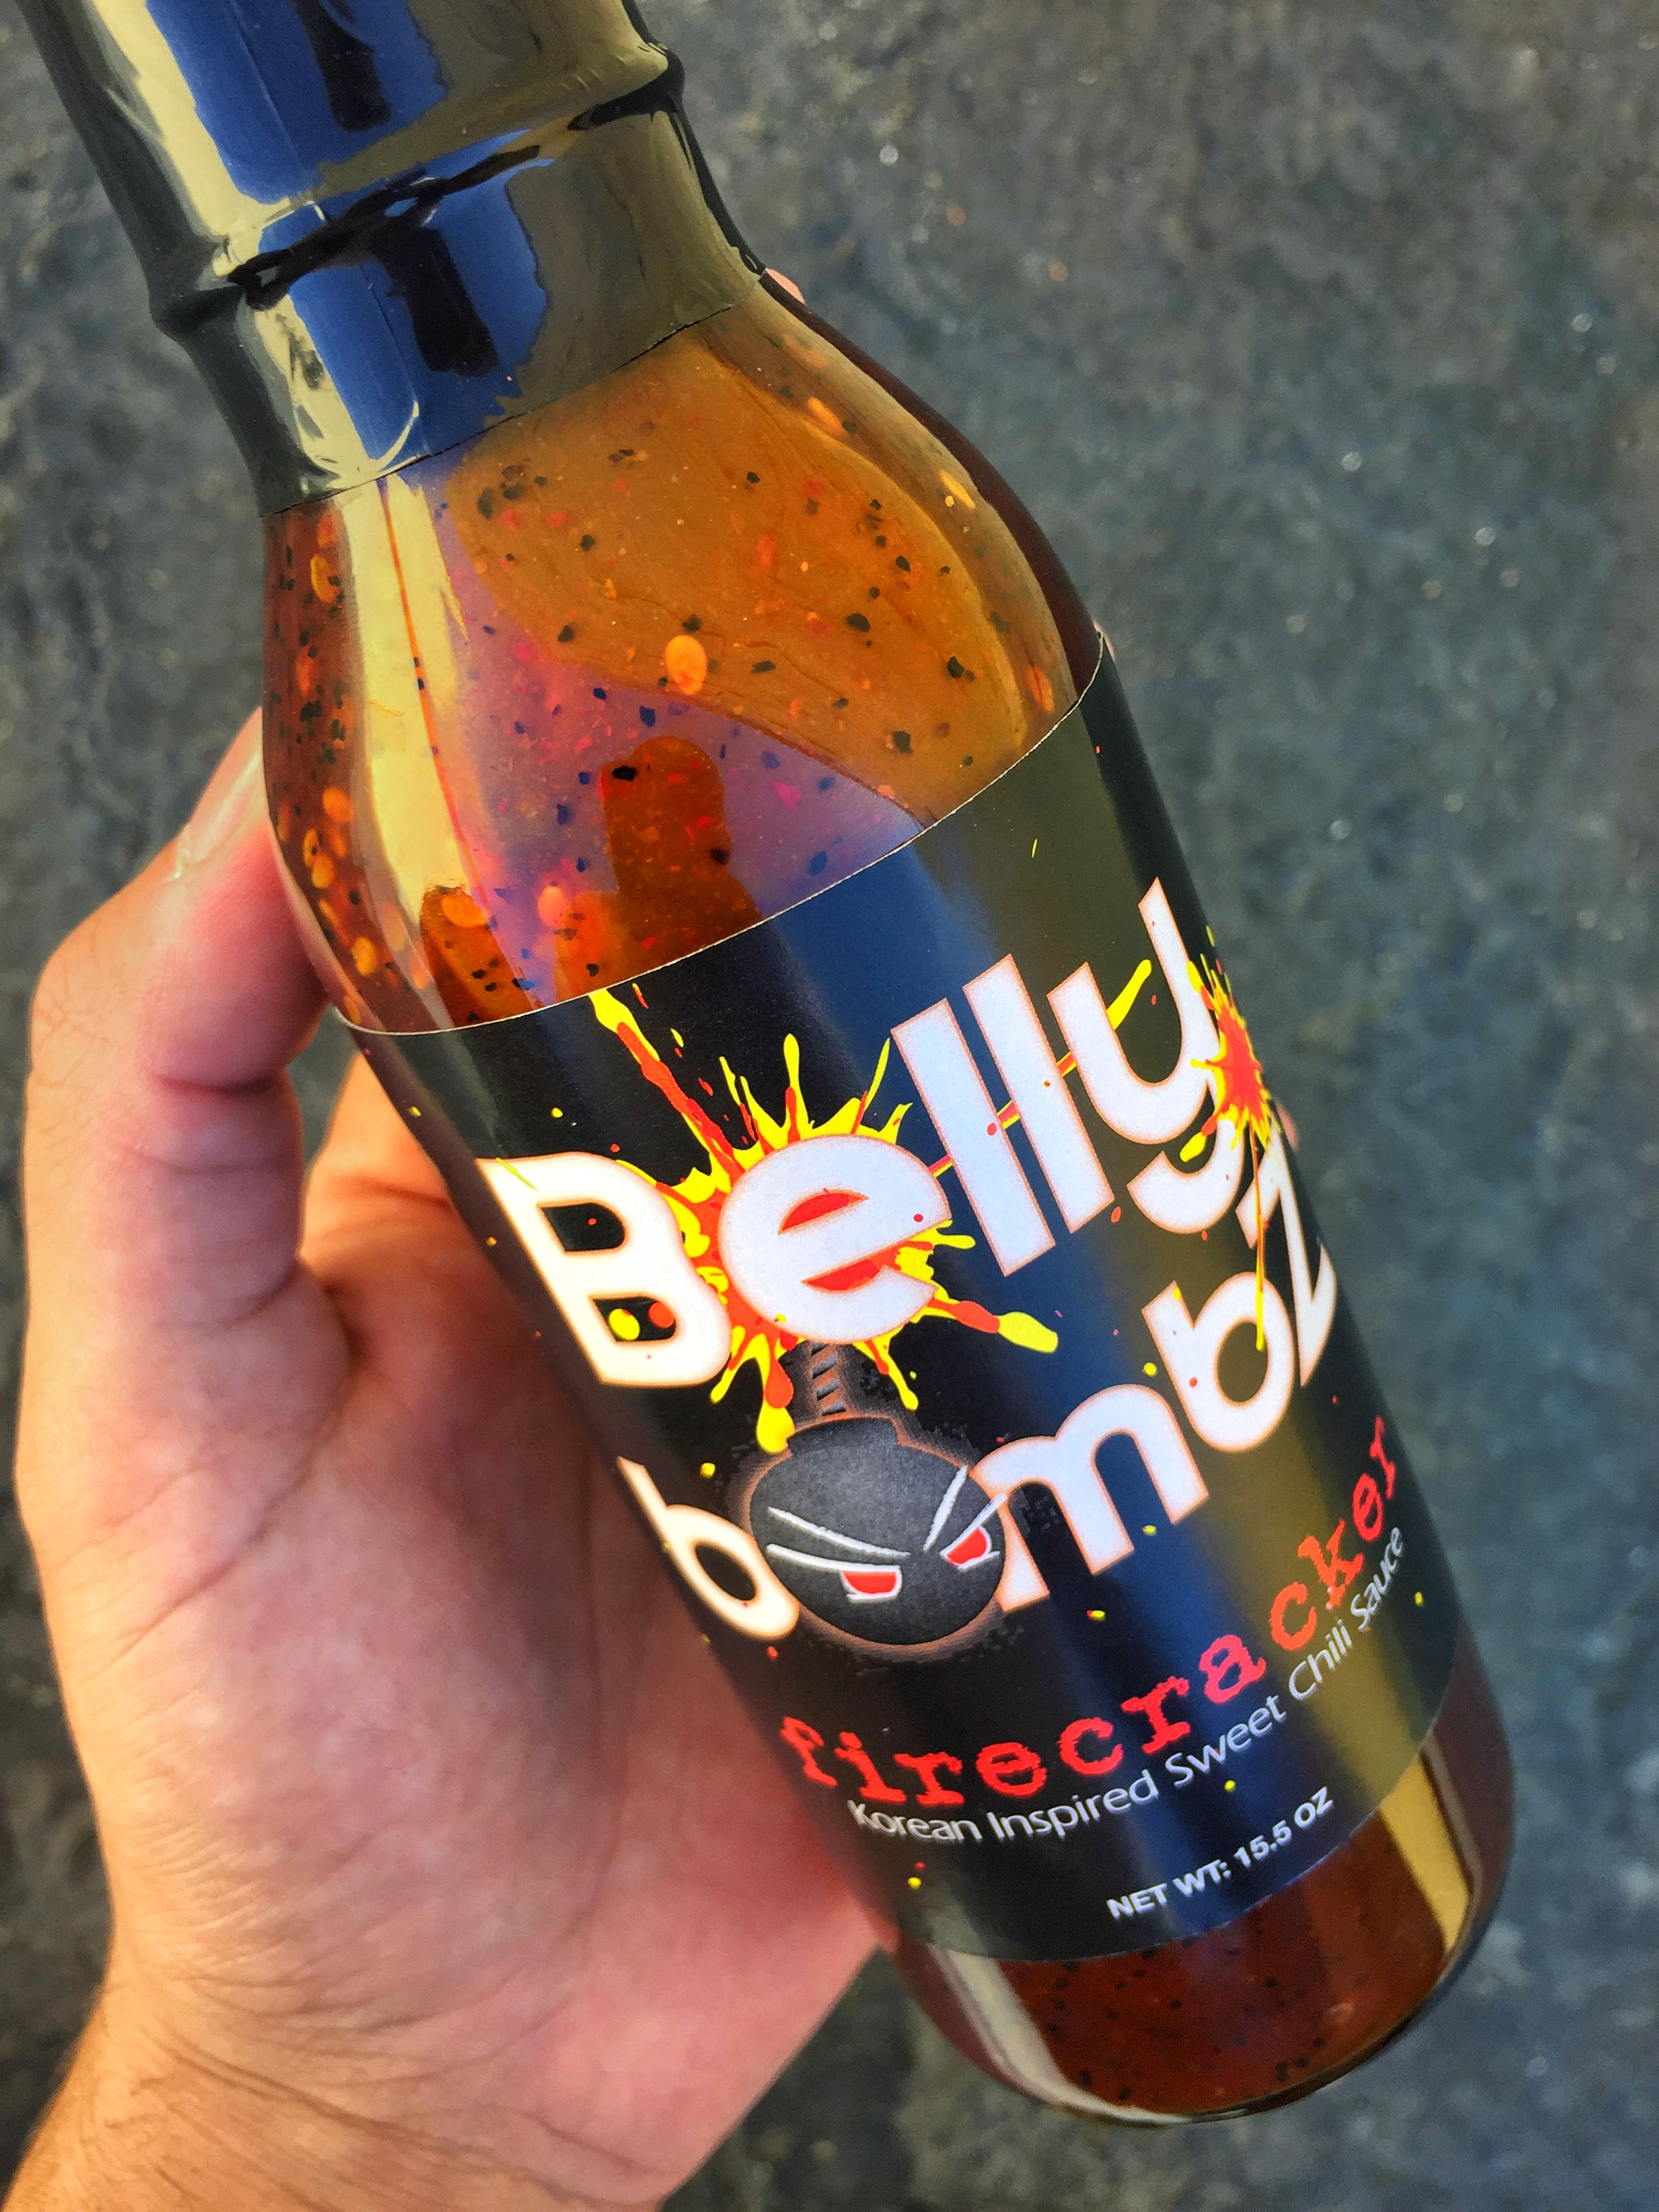 Belly
bombZ
firecracker
Korean Inspired Sweet Chili Sauce
NET WT: 15.5 OZ